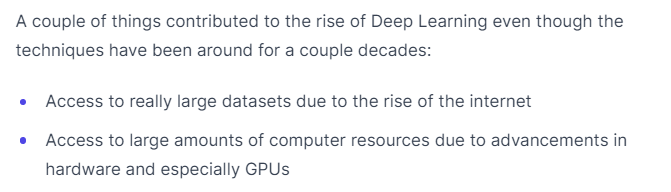 A couple of things contributed to the rise of Deep Learning even though the
techniques have been around for a couple decades:
• Access to really large datasets due to the rise of the internet
• Access to large amounts of computer resources due to advancements in
hardware and especially GPUs